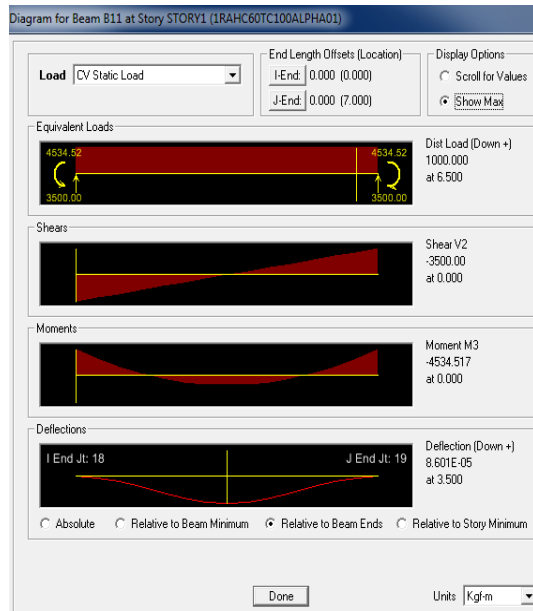 Diagram for Beam B11 at Story STORY1 (1RAHC60TC100ALPHA01)
Load CV Static Load
End Length Offsets (Location)
I-End: 0.000 (0.000)
J-End: 0.000 (7.000)
Display Options
Scroll for Values
Show Max
Equivalent Loads
4534.52 4534.52
3500.00 3500.00
Dist Load (Down +)
1000.000
at 6.500
Shears
Shear V2
-3500.00
at 0.000
Moments
Moment M3
-4534.517
at 0.000
Deflections
I End Jt: 18 J End Jt: 19
Deflection (Down +)
8.601E-05
at 3.500
Absolute Relative to Beam Minimum Relative to Beam Ends Relative to Story Minimum
Done
Units Kgf-m